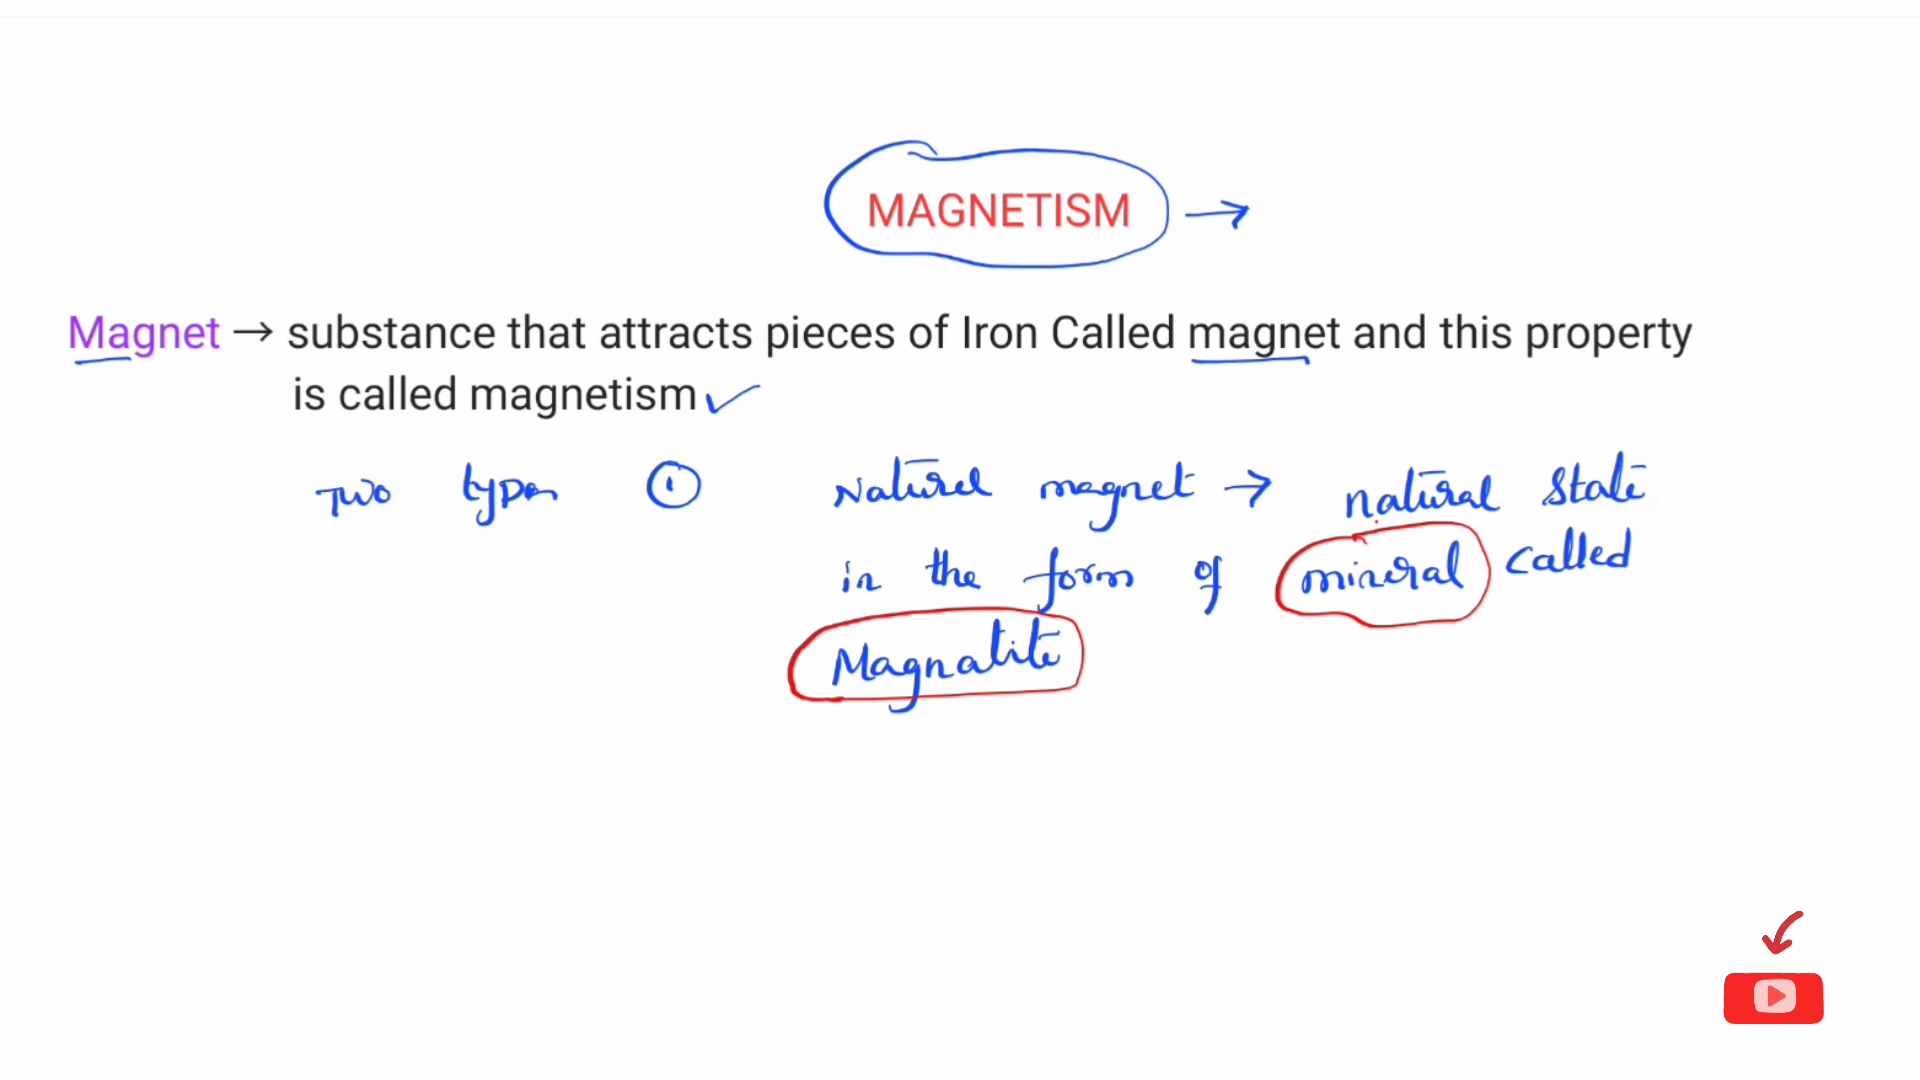 MAGNETISM →
Magnet → substance that attracts pieces of Iron Called magnet and this property
is called magnetism ✓
Two types ① Natural magnet → natural state
in the form of mineral called
Magnatite